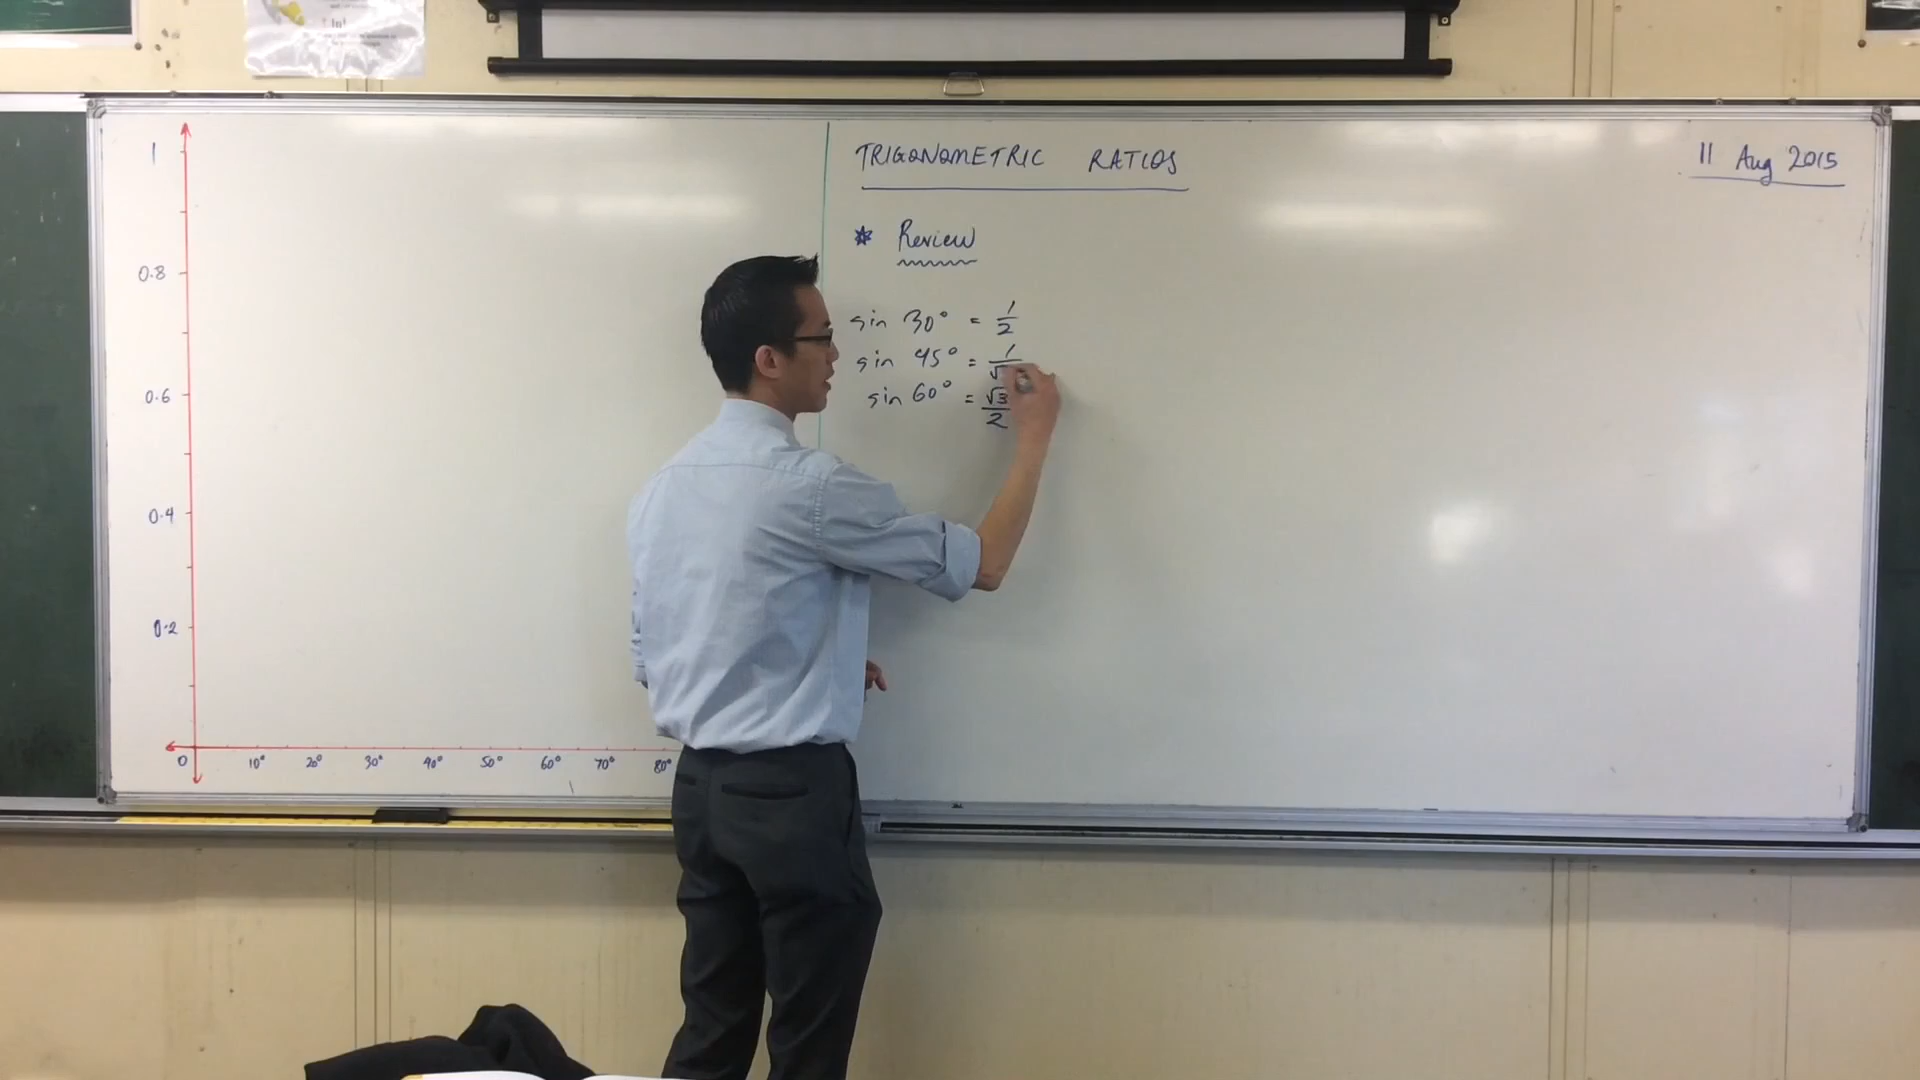 TRIGONOMETRIC RATIOS
11 Aug 2015
* Review
sin 30° = 1/2
sin 45° = 1/√
sin 60° = √3/2
1
0.8
0.6
0.4
0.2
0 10° 20° 30° 40° 50° 60° 70° 80°